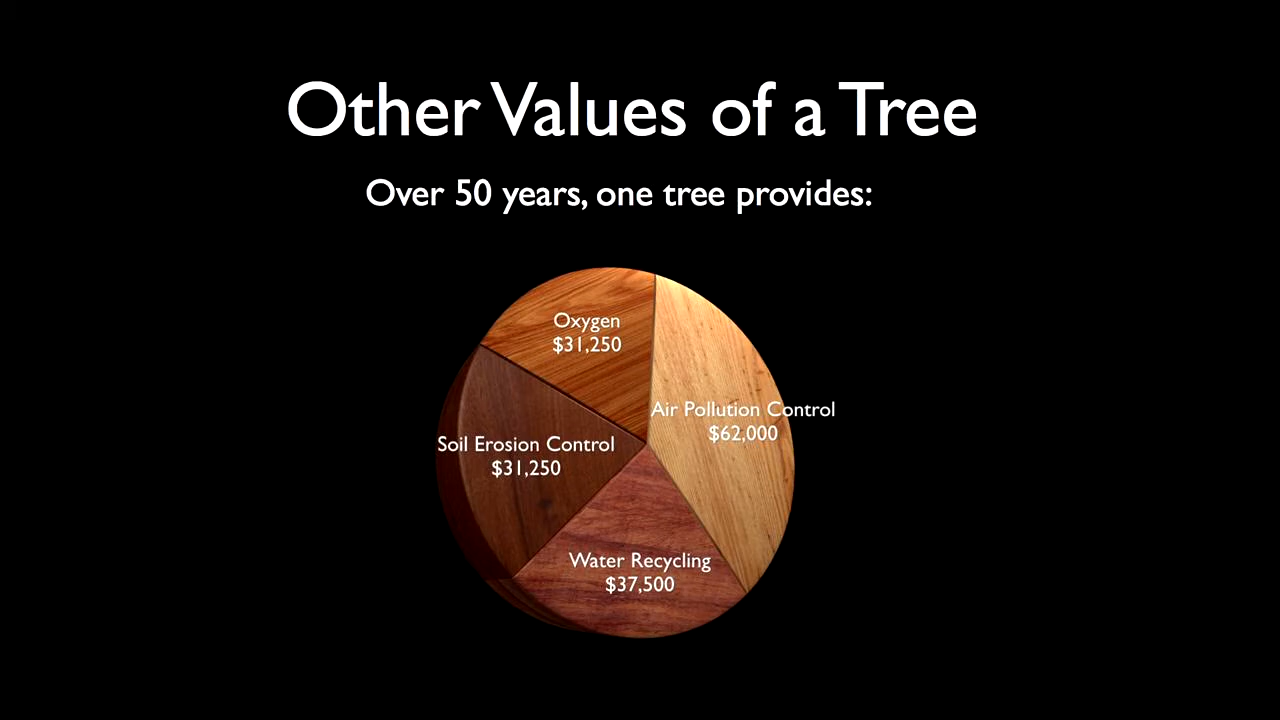 Other Values of a Tree
Over 50 years, one tree provides:
Oxygen
$31,250
Air Pollution Control
$62,000
Soil Erosion Control
$31,250
Water Recycling
$37,500